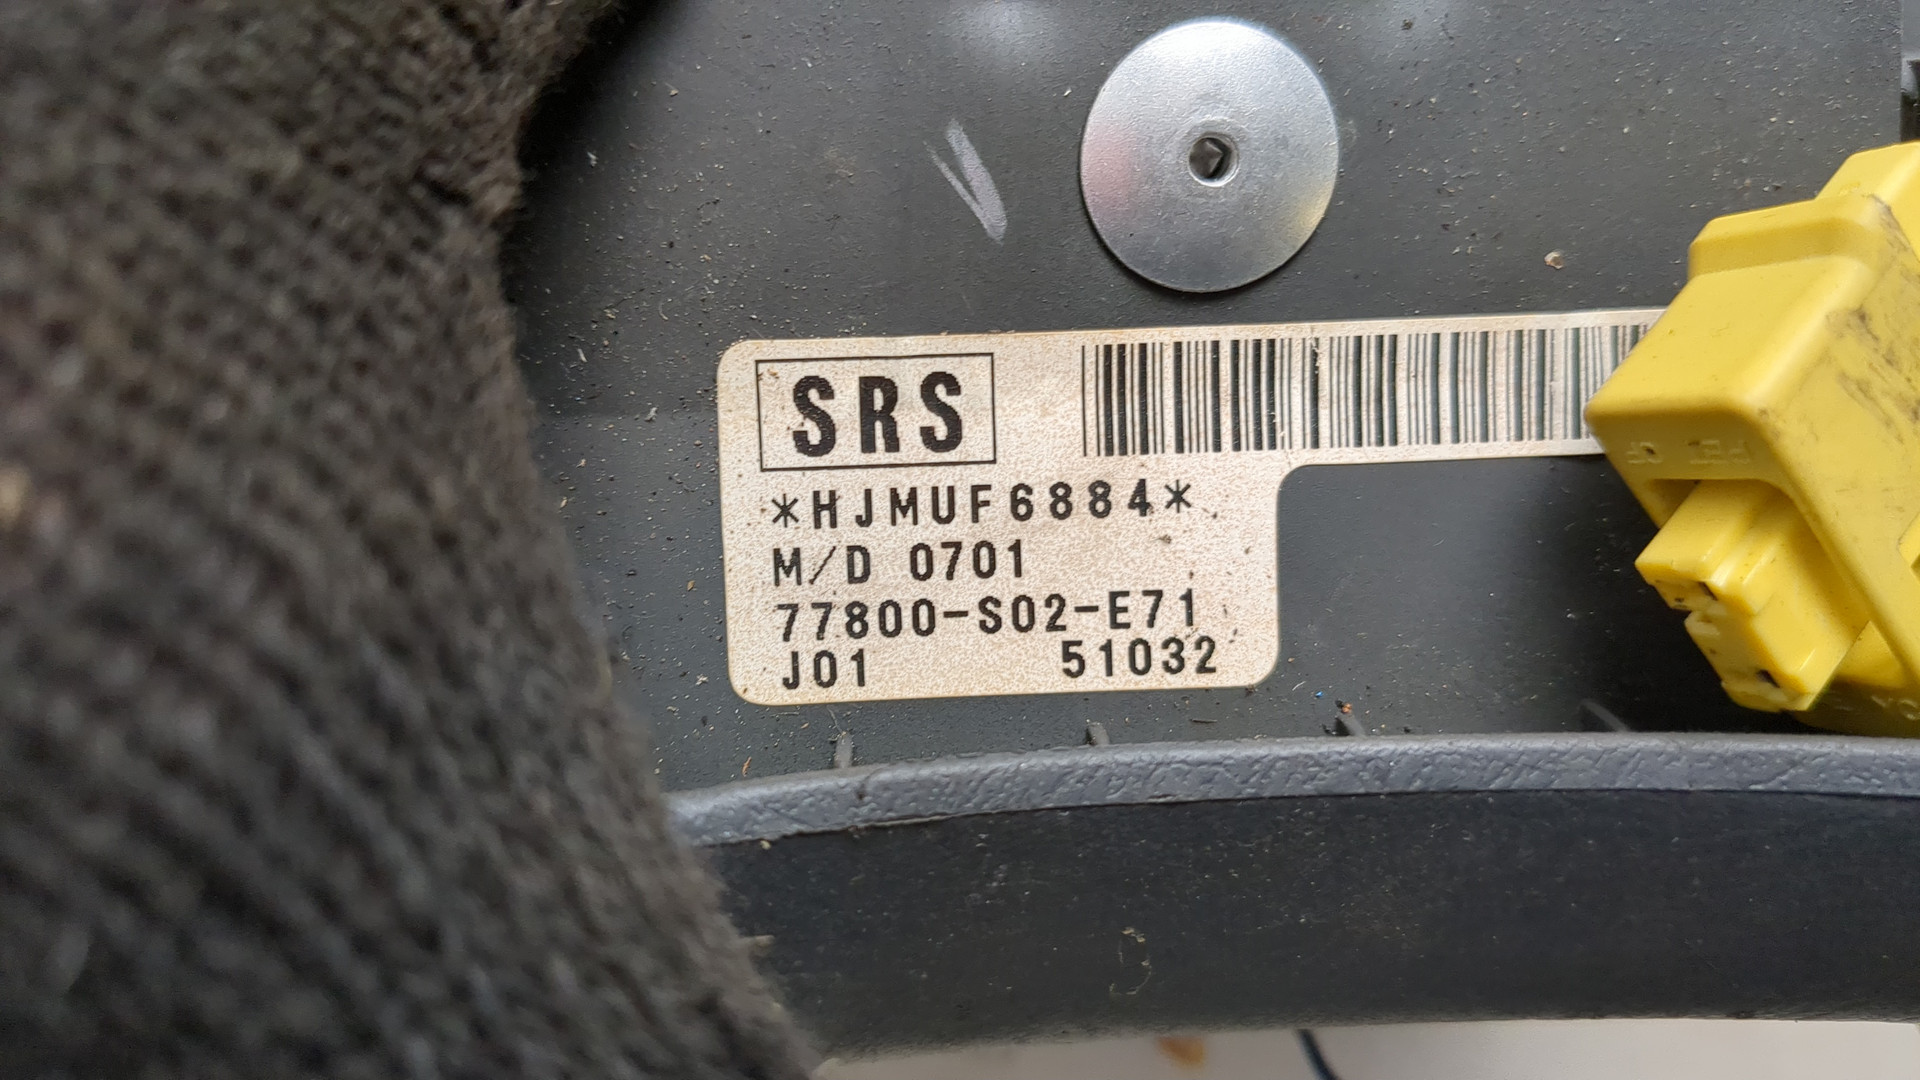 SRS
*HJMUF6884*
M/D 0701
77800-S02-E71
J01 51032